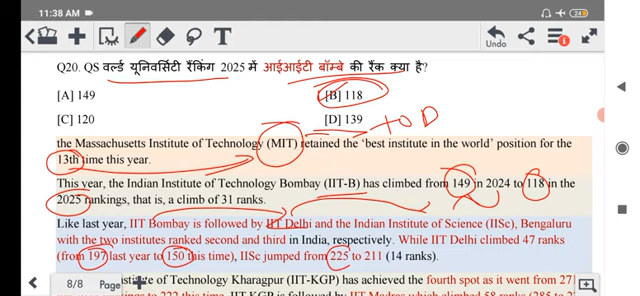 11:38 AM
24
Undo
Q20. QS वर्ल्ड यूनिवर्सिटी रैंकिंग 2025 में आईआईटी बॉम्बे की रैंक क्या है?
[A] 149 [B] 118
[C] 120 [D] 139
TO D
the Massachusetts Institute of Technology (MIT) retained the 'best institute in the world' position for the
13th time this year.
This year, the Indian Institute of Technology Bombay (IIT-B) has climbed from 149 in 2024 to 118 in the
2025 rankings, that is, a climb of 31 ranks.
Like last year, IIT Bombay is followed by IIT Delhi and the Indian Institute of Science (IISc), Bengaluru
with the two institutes ranked second and third in India, respectively. While IIT Delhi climbed 47 ranks
(from 197 last year to 150 this time), IISc jumped from 225 to 211 (14 ranks).
stitute of Technology Kharagpur (IIT-KGP) has achieved the fourth spot as it went from 27
8/8 Page